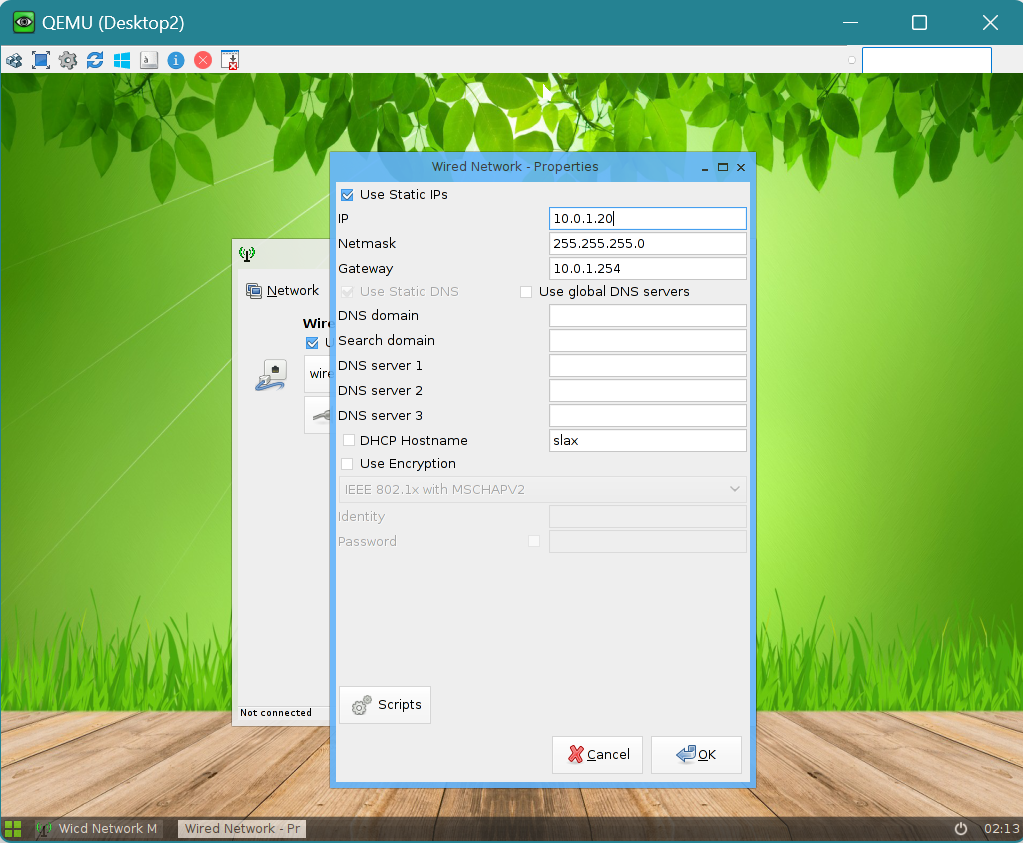 QEMU (Desktop2)
Wired Network - Properties
Use Static IPs
IP 10.0.1.20
Netmask 255.255.255.0
Gateway 10.0.1.254
Use Static DNS Use global DNS servers
DNS domain
Search domain
DNS server 1
DNS server 2
DNS server 3
DHCP Hostname slax
Use Encryption
IEEE 802.1x with MSCHAPV2
Identity
Password
Scripts
Cancel OK
Network
Wire
U
wire
Not connected
Wicd Network M Wired Network - Pr 02:13